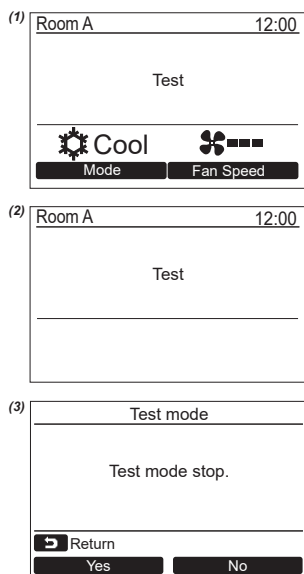 (1)
Room A 12:00
Test
Cool
Mode Fan Speed
(2)
Room A 12:00
Test
(3)
Test mode
Test mode stop.
Return
Yes No